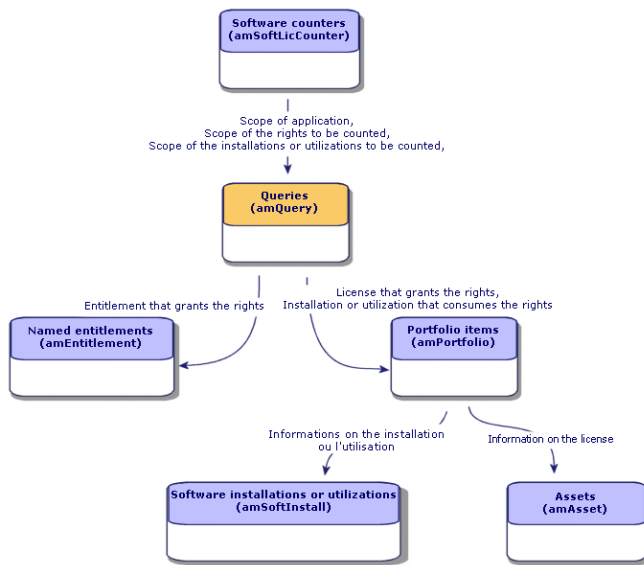 Software counters
(amSoftLicCounter)
Scope of application,
Scope of the rights to be counted,
Scope of the installations or utilizations to be counted,
Queries
(amQuery)
Entitlement that grants the rights
License that grants the rights,
Installation or utilization that consumes the rights
Named entitlements
(amEntitlement)
Portfolio items
(amPortfolio)
Informations on the installation
ou l'utilisation
Information on the license
Software installations or utilizations
(amSoftInstall)
Assets
(amAsset)